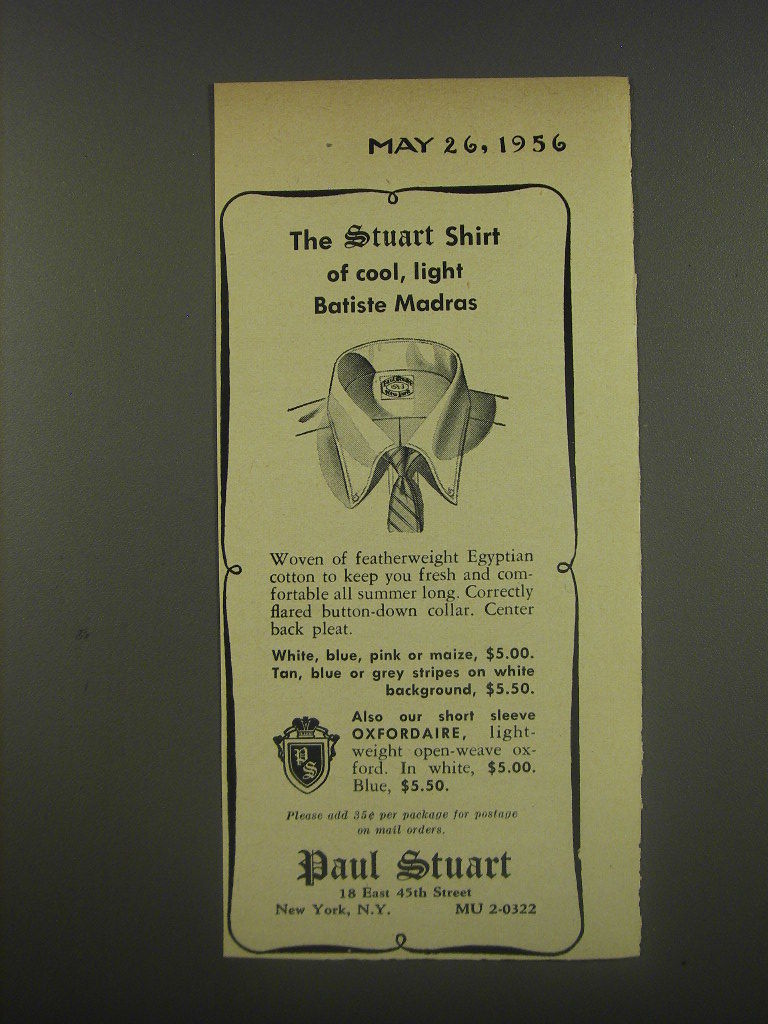 MAY 26, 1956
The Stuart Shirt
of cool, light
Batiste Madras
Woven of featherweight Egyptian
cotton to keep you fresh and com-
fortable all summer long. Correctly
flared button-down collar. Center
back pleat.
White, blue, pink or maize, $5.00.
Tan, blue or grey stripes on white
background, $5.50.
PS
Also our short sleeve
OXFORDAIRE, light-
weight open-weave ox-
ford. In white, $5.00.
Blue, $5.50.
Please add 35¢ per package for postage
on mail orders.
Paul Stuart
18 East 45th Street
New York, N.Y. MU 2-0322